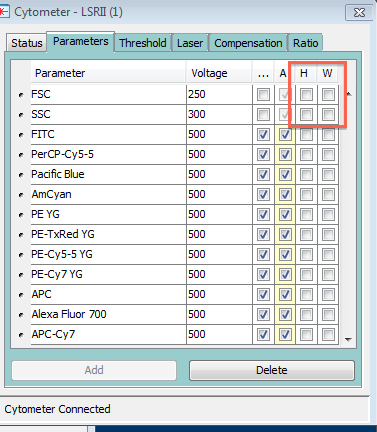 Cytometer - LSRII (1)
Status Parameters Threshold Laser Compensation Ratio
Parameter Voltage ... A H W
FSC 250
SSC 300
FITC 500
PerCP-Cy5-5 500
Pacific Blue 500
AmCyan 500
PE YG 500
PE-TxRed YG 500
PE-Cy5-5 YG 500
PE-Cy7 YG 500
APC 500
Alexa Fluor 700 500
APC-Cy7 500
Add Delete
Cytometer Connected